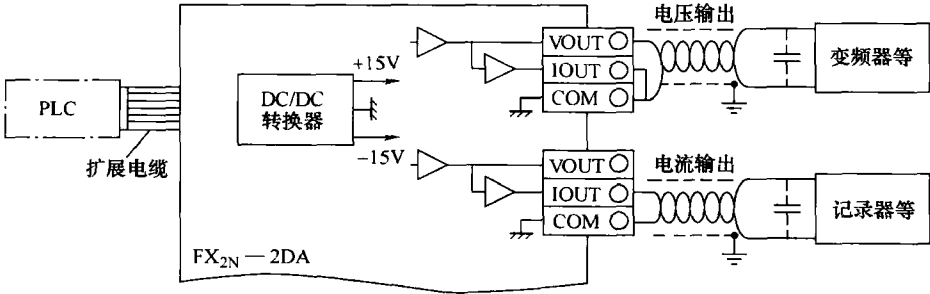 PLC
扩展电缆
DC/DC
转换器
+15V
−15V
FX2N — 2DA
VOUT
IOUT
COM
电压输出
变频器等
VOUT
IOUT
COM
电流输出
记录器等